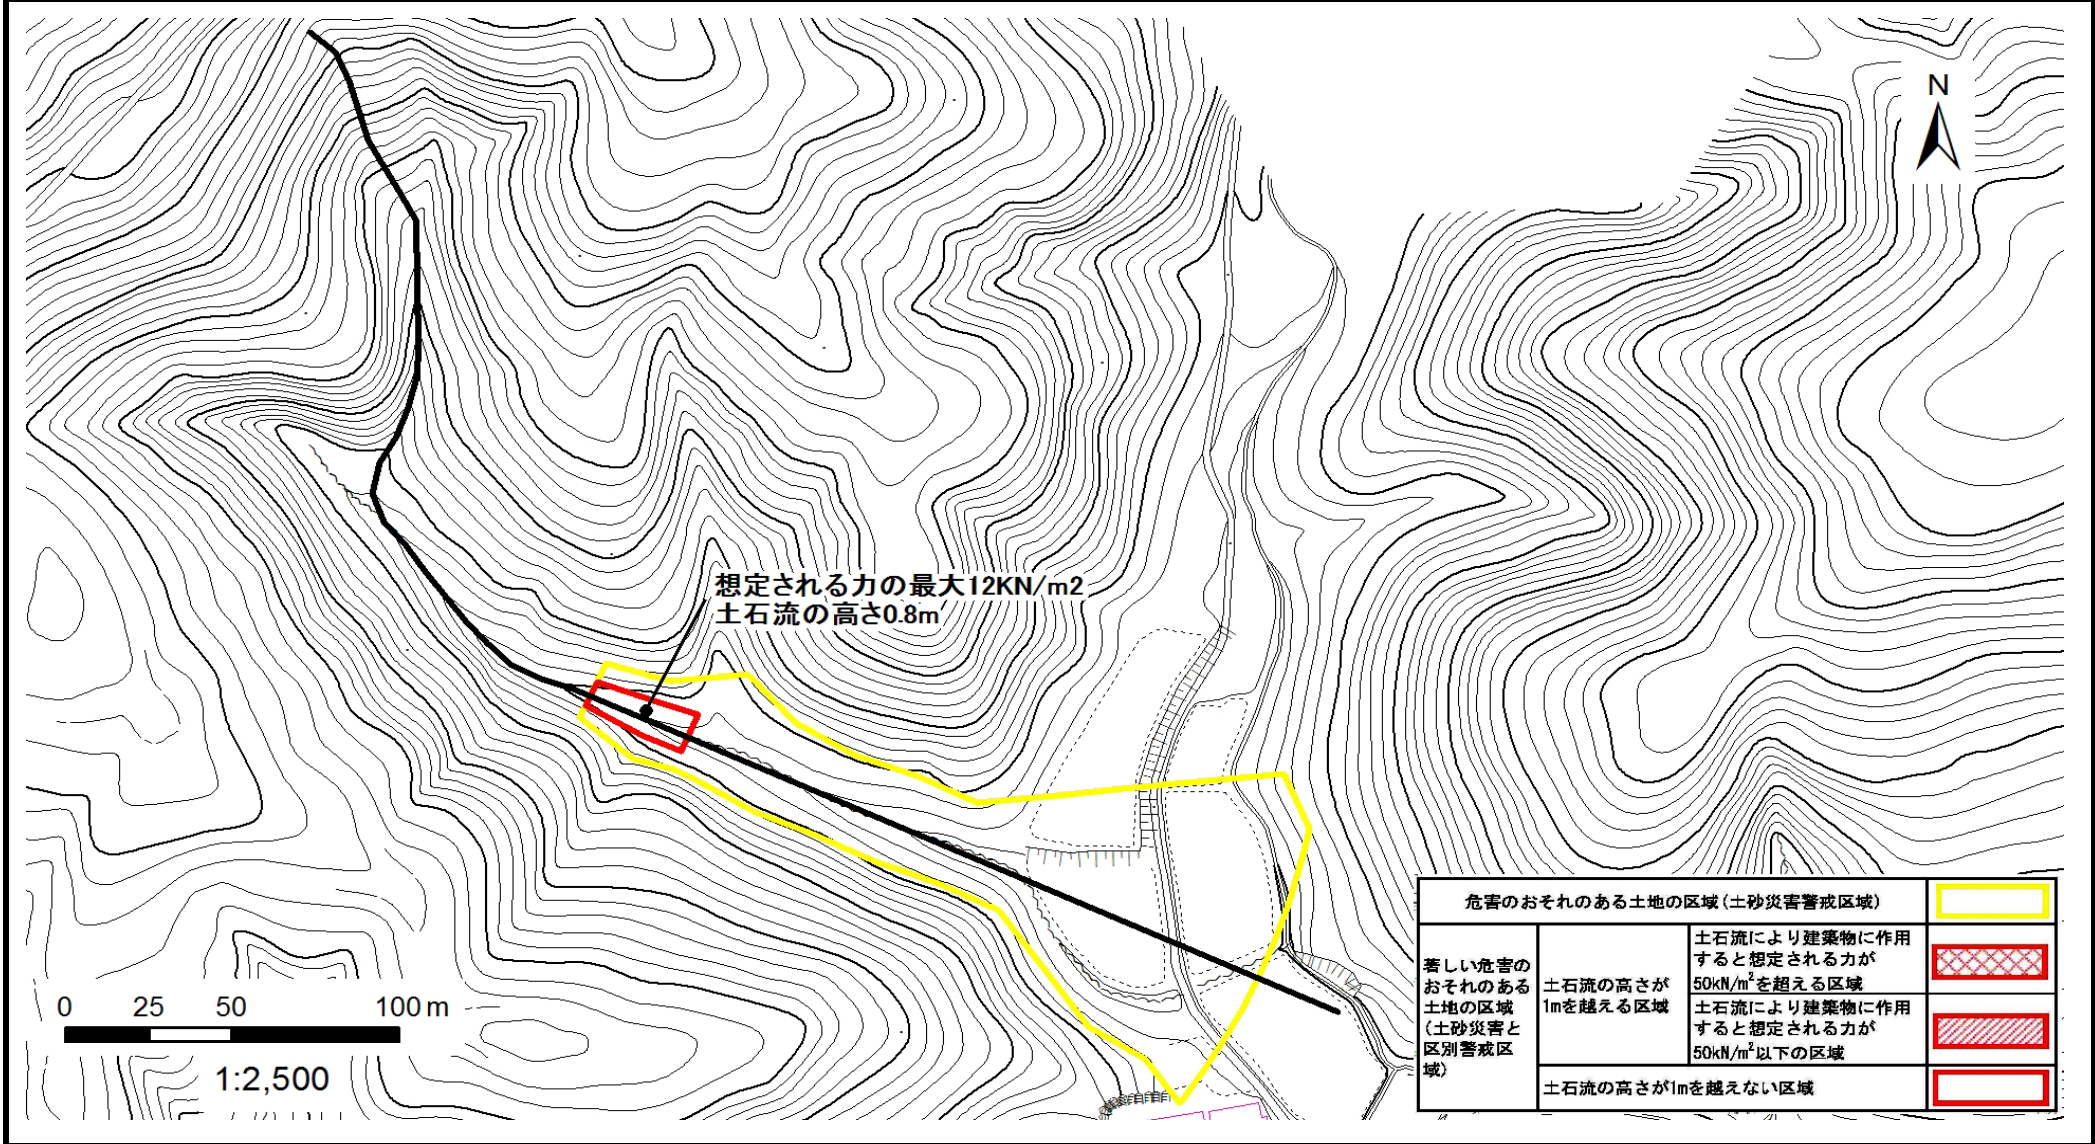 N
想定される力の最大12KN/m2
土石流の高さ0.8m
危害のおそれのある土地の区域(土砂災害警戒区域)
著しい危害の
おそれのある
土地の区域
(土砂災害と
区別警戒区
域)
土石流の高さが
1mを越える区域
土石流により建築物に作用
すると想定される力が
50kN/m²を超える区域
土石流により建築物に作用
すると想定される力が
50kN/m²以下の区域
土石流の高さが1mを越えない区域
0 25 50 100 m
1:2,500